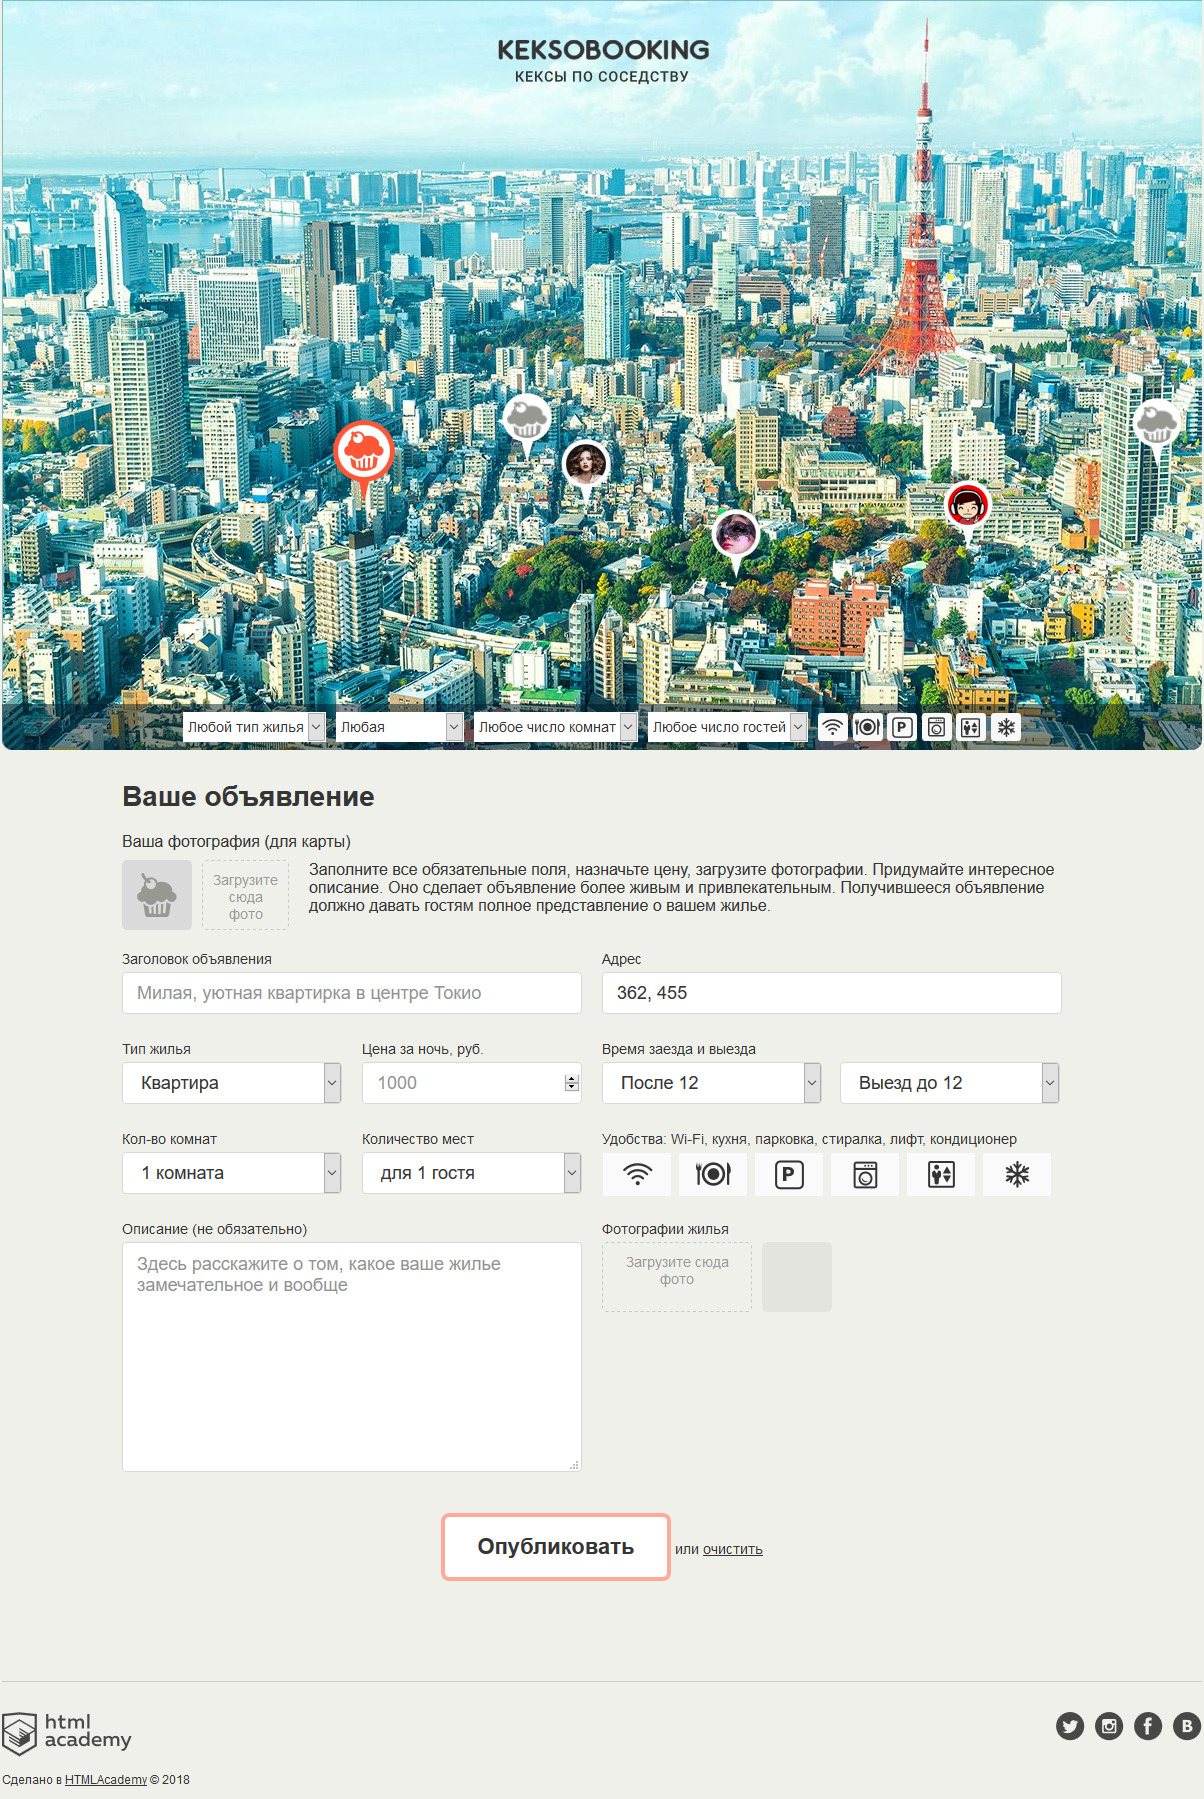 KEKSOBOOKING
КЕКСЫ ПО СОСЕДСТВУ
Любой тип жилья Любая Любое число комнат Любое число гостей P
Ваше объявление
Ваша фотография (для карты)
Загрузите
сюда
фото
Заполните все обязательные поля, назначьте цену, загрузите фотографии. Придумайте интересное
описание. Оно сделает объявление более живым и привлекательным. Получившееся объявление
должно давать гостям полное представление о вашем жилье.
Заголовок объявления Адрес
Милая, уютная квартирка в центре Токио 362, 455
Тип жилья Цена за ночь, руб. Время заезда и выезда
Квартира 1000 После 12 Выезд до 12
Кол-во комнат Количество мест Удобства: Wi-Fi, кухня, парковка, стиралка, лифт, кондиционер
1 комната для 1 гостя P
Описание (не обязательно) Фотографии жилья
Здесь расскажите о том, какое ваше жилье
замечательное и вообще
Загрузите сюда
фото
Опубликовать или очистить
html
academy
Сделано в HTMLAcademy © 2018